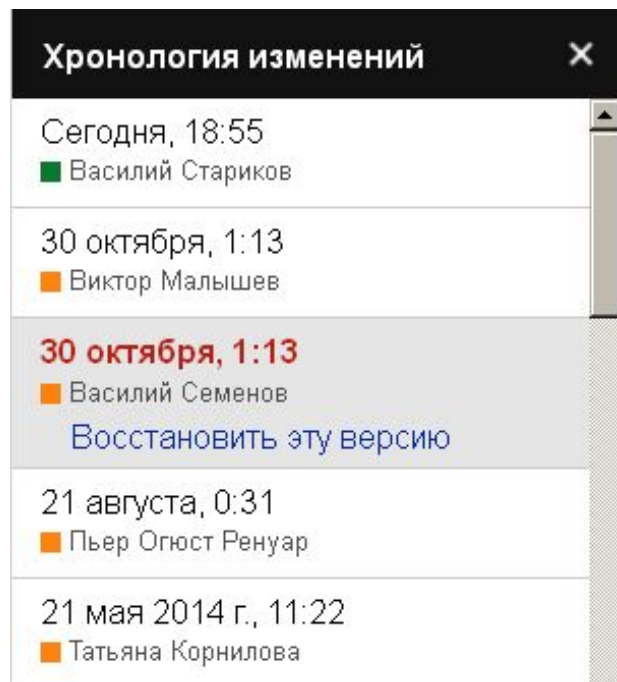 Хронология изменений
Сегодня, 18:55
Василий Стариков
30 октября, 1:13
Виктор Малышев
30 октября, 1:13
Василий Семенов
Восстановить эту версию
21 августа, 0:31
Пьер Огюст Ренуар
21 мая 2014 г., 11:22
Татьяна Корнилова